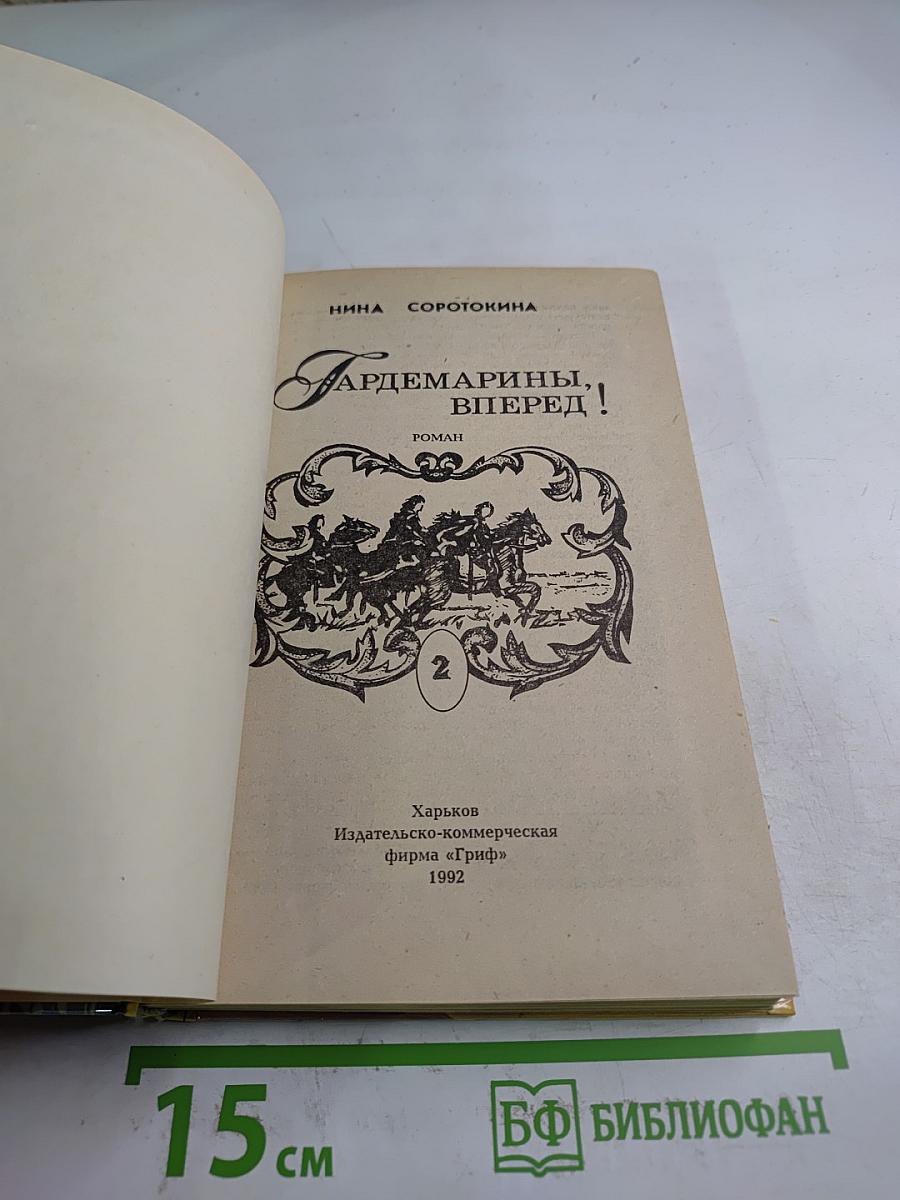 НИНА СОРОТОКИНА
ГАРДЕМАРИНЫ,
ВПЕРЕД!
РОМАН
2
Харьков
Издательско-коммерческая
фирма «Гриф»
1992
15 см
БФ БИБЛИОФАН